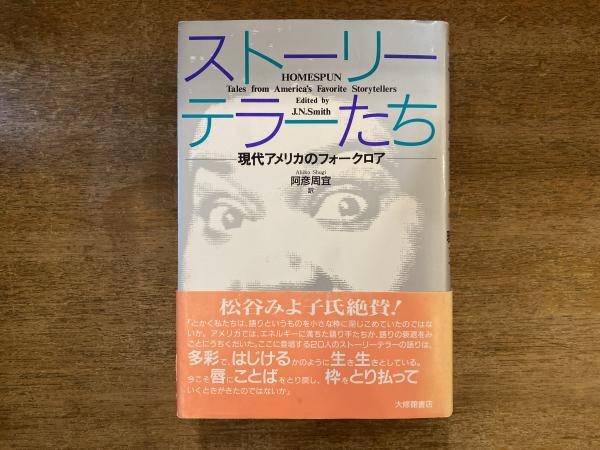 ストーリー
HOMESPUN
Tales from America's Favorite Storytellers
Edited by
J.N.Smith
テラーたち
現代アメリカのフォークロア
Ahiko Shugi
阿彦周宜
訳
松谷みよ子氏絶賛!
「とかく私たちは、語りというものを小さな枠に閉じこめていたのではな
いか。アメリカでは、エネルギーに満ちた語り手たちが、語りの衰退をみ
ごとにうちくだいた。ここに登場する20人のストーリーテラーの語りは、
多彩で、はじけるかのように生き生きとしている。
今こそ唇にことばをとり戻し、枠をとり払って
いくときがきたのではないか」
大修館書店